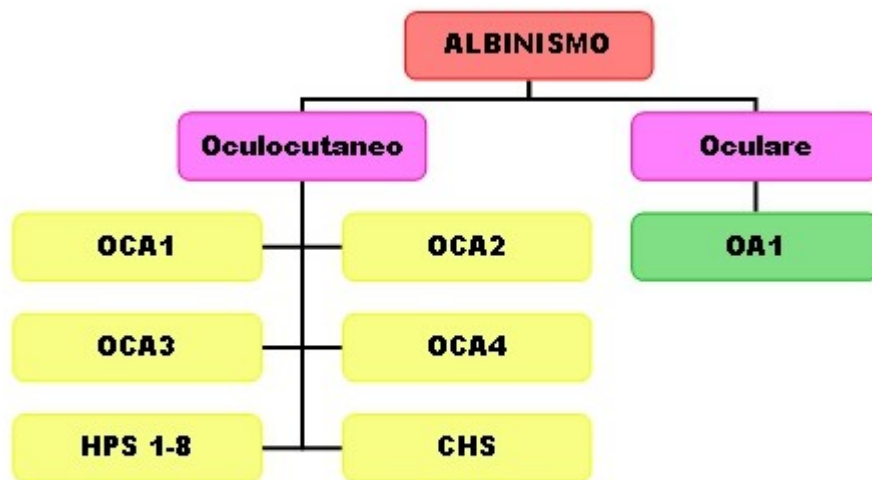 ALBINISMO
Oculocutaneo
Oculare
OCA1
OCA2
OA1
OCA3
OCA4
HPS 1-8
CHS